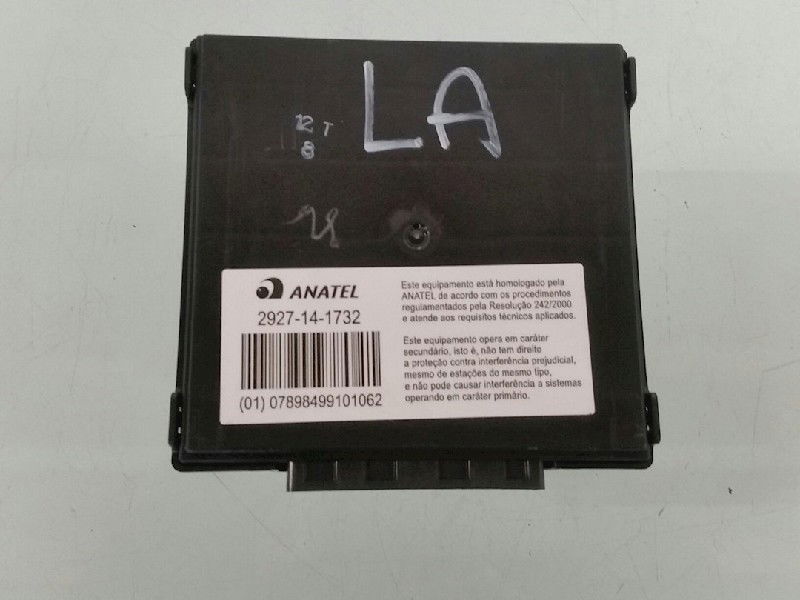 LA
12 T
8
ANATEL
2927-14-1732
(01) 07898499101062
Este equipamento está homologado pela
ANATEL de acordo com os procedimentos
regulamentados pela Resolução 242/2000
e atende aos requisitos técnicos aplicados.
Este equipamento opera em caráter
secundário, isto é, não tem direito
a proteção contra interferência prejudicial,
mesmo de estações do mesmo tipo,
e não pode causar interferência a sistemas
operando em caráter primário.